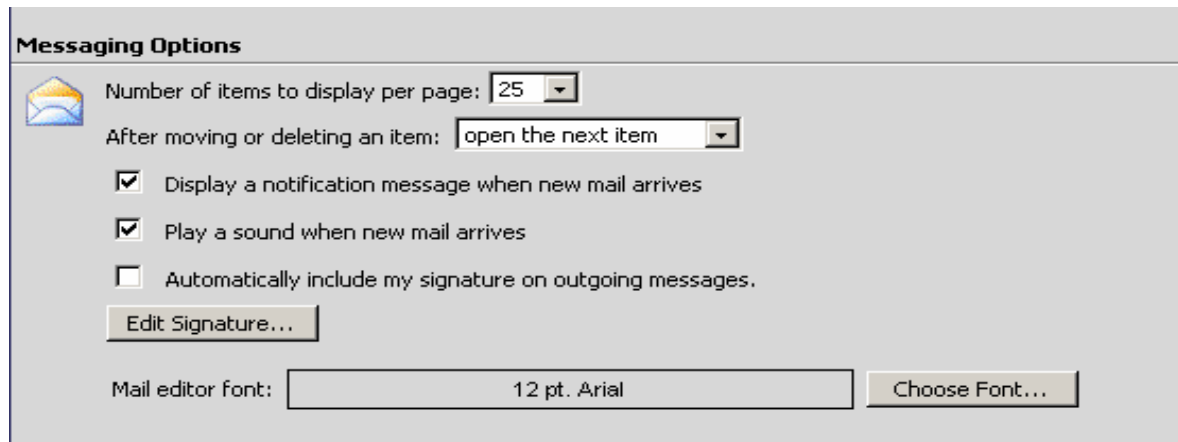 Messaging Options
Number of items to display per page: 25
After moving or deleting an item: open the next item
Display a notification message when new mail arrives
Play a sound when new mail arrives
Automatically include my signature on outgoing messages.
Edit Signature...
Mail editor font: 12 pt. Arial Choose Font...